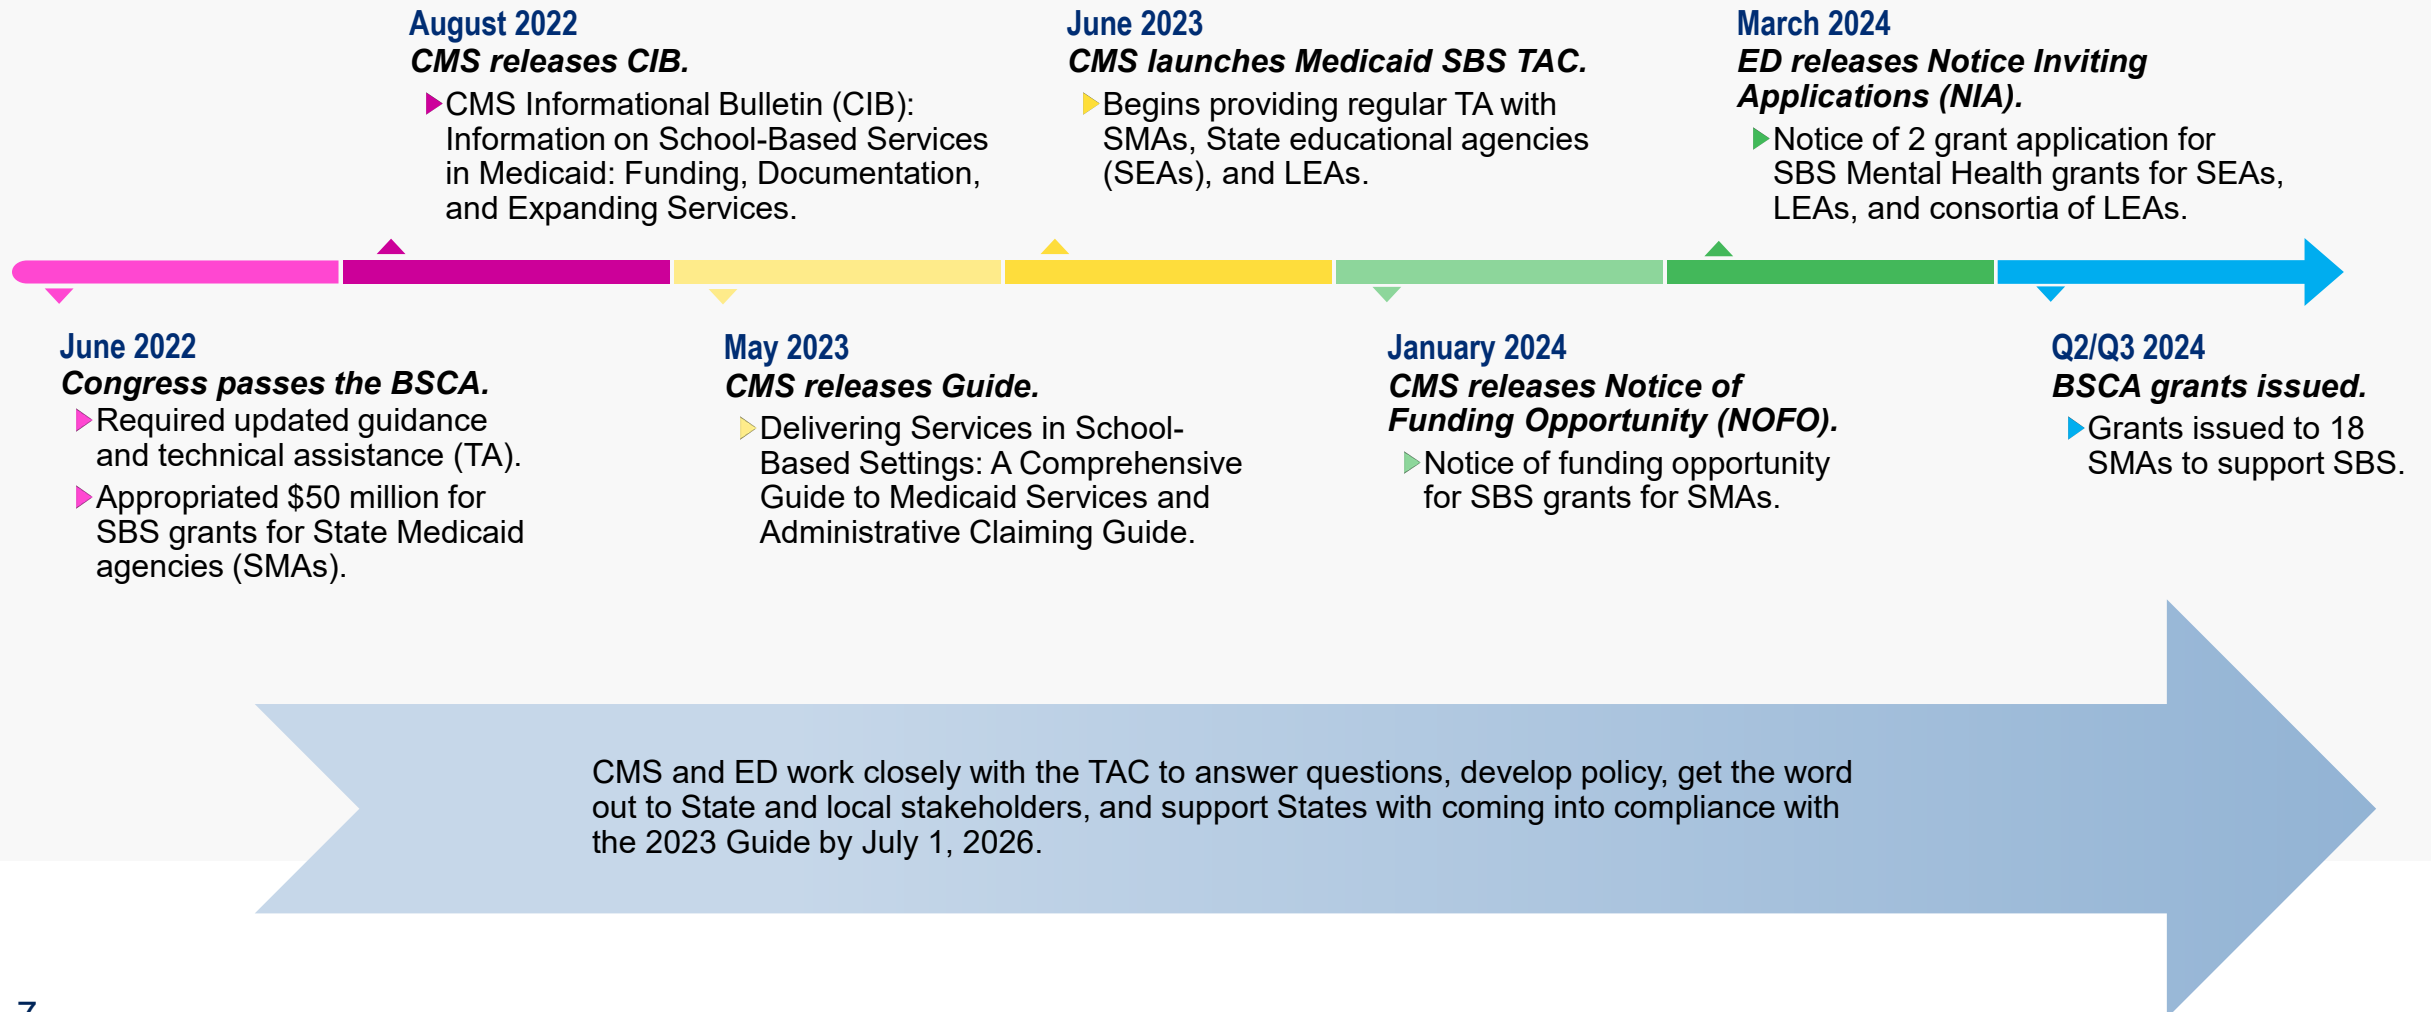 August 2022
CMS releases CIB.
CMS Informational Bulletin (CIB):
Information on School-Based Services
in Medicaid: Funding, Documentation,
and Expanding Services.
June 2023
CMS launches Medicaid SBS TAC.
Begins providing regular TA with
SMAs, State educational agencies
(SEAs), and LEAs.
March 2024
ED releases Notice Inviting
Applications (NIA).
Notice of 2 grant application for
SBS Mental Health grants for SEAs,
LEAs, and consortia of LEAs.
June 2022
Congress passes the BSCA.
Required updated guidance
and technical assistance (TA).
Appropriated $50 million for
SBS grants for State Medicaid
agencies (SMAs).
May 2023
CMS releases Guide.
Delivering Services in School-
Based Settings: A Comprehensive
Guide to Medicaid Services and
Administrative Claiming Guide.
January 2024
CMS releases Notice of
Funding Opportunity (NOFO).
Notice of funding opportunity
for SBS grants for SMAs.
Q2/Q3 2024
BSCA grants issued.
Grants issued to 18
SMAs to support SBS.
CMS and ED work closely with the TAC to answer questions, develop policy, get the word
out to State and local stakeholders, and support States with coming into compliance with
the 2023 Guide by July 1, 2026.